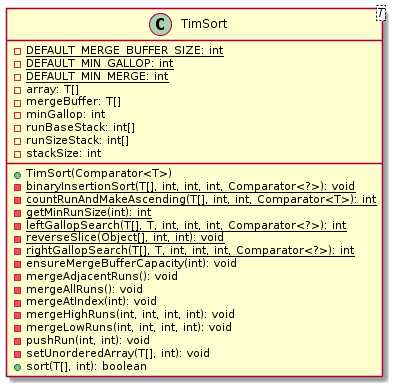 C TimSort
T
DEFAULT_MERGE_BUFFER_SIZE: int
DEFAULT_MIN_GALLOP: int
DEFAULT_MIN_MERGE: int
array: T[]
mergeBuffer: T[]
minGallop: int
runBaseStack: int[]
runSizeStack: int[]
stackSize: int
TimSort(Comparator<T>)
binaryInsertionSort(T[], int, int, int, Comparator<?>): void
countRunAndMakeAscending(T[], int, int, Comparator<T>): int
getMinRunSize(int): int
leftGallopSearch(T[], T, int, int, int, Comparator<?>): int
reverseSlice(Object[], int, int): void
rightGallopSearch(T[], T, int, int, int, Comparator<?>): int
ensureMergeBufferCapacity(int): void
mergeAdjacentRuns(): void
mergeAllRuns(): void
mergeAtIndex(int): void
mergeHighRuns(int, int, int, int): void
mergeLowRuns(int, int, int, int): void
pushRun(int, int): void
setUnorderedArray(T[], int): void
sort(T[], int): boolean